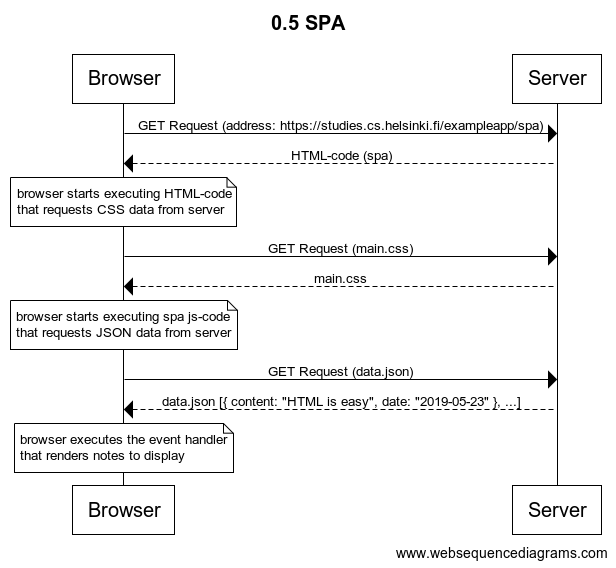 0.5 SPA
Browser
Server
GET Request (address: https://studies.cs.helsinki.fi/exampleapp/spa)
HTML-code (spa)
browser starts executing HTML-code
that requests CSS data from server
GET Request (main.css)
main.css
browser starts executing spa js-code
that requests JSON data from server
GET Request (data.json)
data.json [{ content: "HTML is easy", date: "2019-05-23" }, ...]
browser executes the event handler
that renders notes to display
Browser
Server
www.websequencediagrams.com